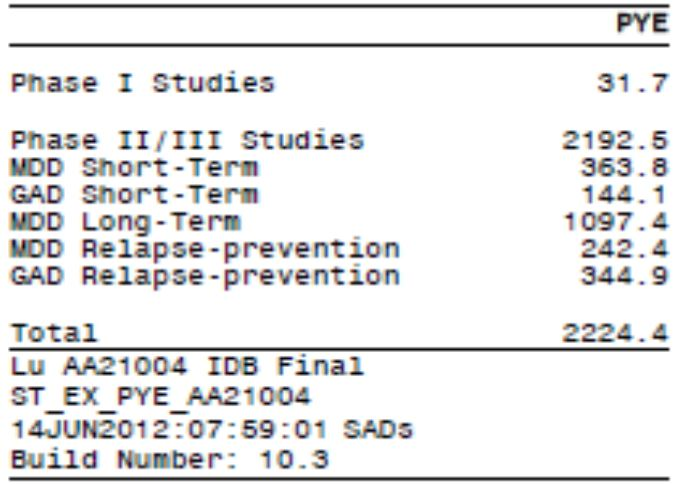 PYE
Phase I Studies 31.7
Phase II/III Studies 2192.5
MDD Short-Term 363.8
GAD Short-Term 144.1
MDD Long-Term 1097.4
MDD Relapse-prevention 242.4
GAD Relapse-prevention 344.9
Total 2224.4
Lu AA21004 IDB Final
ST_EX_PYE_AA21004
14JUN2012:07:59:01 SADs
Build Number: 10.3